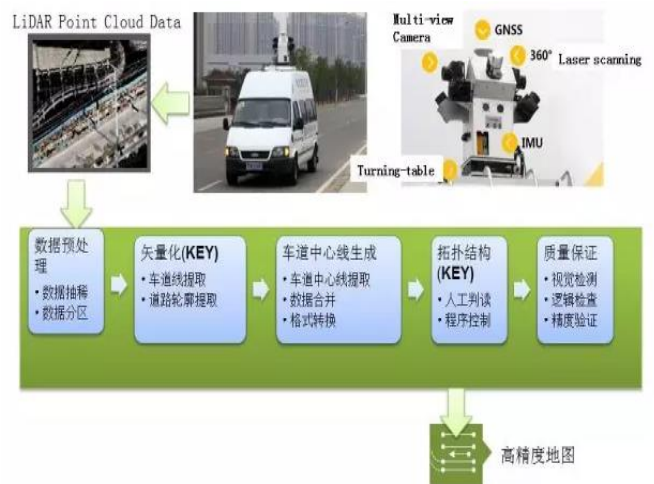 LiDAR Point Cloud Data
Multi-view
Camera
GNSS
360° Laser scanning
IMU
Turning-table
数据预处
理
• 数据抽稀
• 数据分区
矢量化(KEY)
• 车道线提取
• 道路轮廓提取
车道中心线生成
• 车道中心线提取
• 数据合并
• 格式转换
拓扑结构
(KEY)
• 人工判读
• 程序控制
质量保证
• 视觉检测
• 逻辑检查
• 精度验证
高精度地图